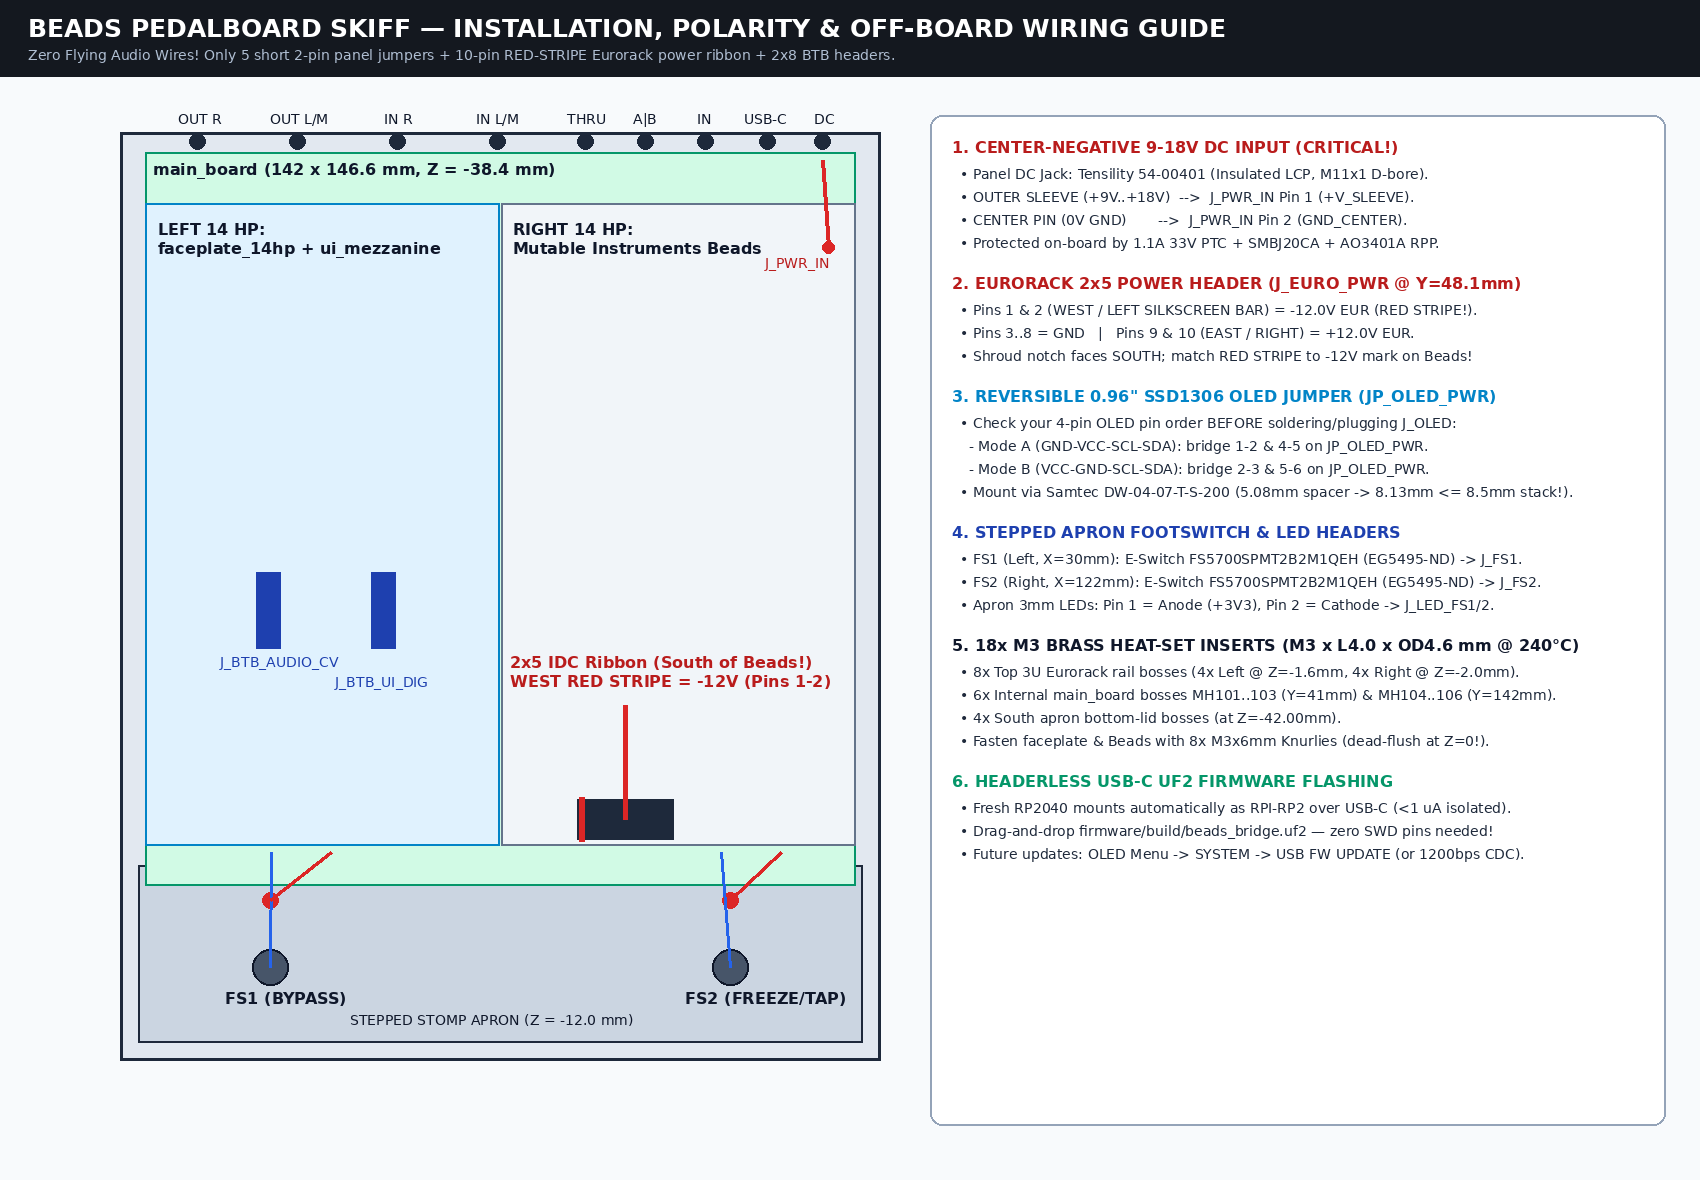 BEADS PEDALBOARD SKIFF — INSTALLATION, POLARITY & OFF-BOARD WIRING GUIDE
Zero Flying Audio Wires! Only 5 short 2-pin panel jumpers + 10-pin RED-STRIPE Eurorack power ribbon + 2x8 BTB headers.
OUT R OUT L/M IN R IN L/M THRU A|B IN USB-C DC
main_board (142 x 146.6 mm, Z = -38.4 mm)
LEFT 14 HP:
faceplate_14hp + ui_mezzanine
RIGHT 14 HP:
Mutable Instruments Beads
J_PWR_IN
J_BTB_AUDIO_CV
J_BTB_UI_DIG
2x5 IDC Ribbon (South of Beads!)
WEST RED STRIPE = -12V (Pins 1-2)
FS1 (BYPASS)
FS2 (FREEZE/TAP)
STEPPED STOMP APRON (Z = -12.0 mm)
1. CENTER-NEGATIVE 9-18V DC INPUT (CRITICAL!)
• Panel DC Jack: Tensility 54-00401 (Insulated LCP, M11x1 D-bore).
• OUTER SLEEVE (+9V..+18V) --> J_PWR_IN Pin 1 (+V_SLEEVE).
• CENTER PIN (0V GND) --> J_PWR_IN Pin 2 (GND_CENTER).
• Protected on-board by 1.1A 33V PTC + SMBJ20CA + AO3401A RPP.
2. EURORACK 2x5 POWER HEADER (J_EURO_PWR @ Y=48.1mm)
• Pins 1 & 2 (WEST / LEFT SILKSCREEN BAR) = -12.0V EUR (RED STRIPE!).
• Pins 3..8 = GND | Pins 9 & 10 (EAST / RIGHT) = +12.0V EUR.
• Shroud notch faces SOUTH; match RED STRIPE to -12V mark on Beads!
3. REVERSIBLE 0.96" SSD1306 OLED JUMPER (JP_OLED_PWR)
• Check your 4-pin OLED pin order BEFORE soldering/plugging J_OLED:
- Mode A (GND-VCC-SCL-SDA): bridge 1-2 & 4-5 on JP_OLED_PWR.
- Mode B (VCC-GND-SCL-SDA): bridge 2-3 & 5-6 on JP_OLED_PWR.
• Mount via Samtec DW-04-07-T-S-200 (5.08mm spacer -> 8.13mm <= 8.5mm stack!).
4. STEPPED APRON FOOTSWITCH & LED HEADERS
• FS1 (Left, X=30mm): E-Switch FS5700SPMT2B2M1QEH (EG5495-ND) -> J_FS1.
• FS2 (Right, X=122mm): E-Switch FS5700SPMT2B2M1QEH (EG5495-ND) -> J_FS2.
• Apron 3mm LEDs: Pin 1 = Anode (+3V3), Pin 2 = Cathode -> J_LED_FS1/2.
5. 18x M3 BRASS HEAT-SET INSERTS (M3 x L4.0 x OD4.6 mm @ 240°C)
• 8x Top 3U Eurorack rail bosses (4x Left @ Z=-1.6mm, 4x Right @ Z=-2.0mm).
• 6x Internal main_board bosses MH101..103 (Y=41mm) & MH104..106 (Y=142mm).
• 4x South apron bottom-lid bosses (at Z=-42.00mm).
• Fasten faceplate & Beads with 8x M3x6mm Knurlies (dead-flush at Z=0!).
6. HEADERLESS USB-C UF2 FIRMWARE FLASHING
• Fresh RP2040 mounts automatically as RPI-RP2 over USB-C (<1 uA isolated).
• Drag-and-drop firmware/build/beads_bridge.uf2 — zero SWD pins needed!
• Future updates: OLED Menu -> SYSTEM -> USB FW UPDATE (or 1200bps CDC).